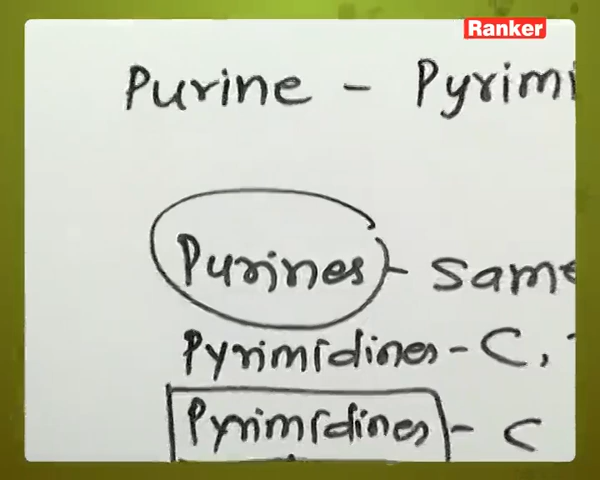 Ranker
Purine - Pyrimi
Purines - Same
Pyrimidines - C,
Pyrimidines - C